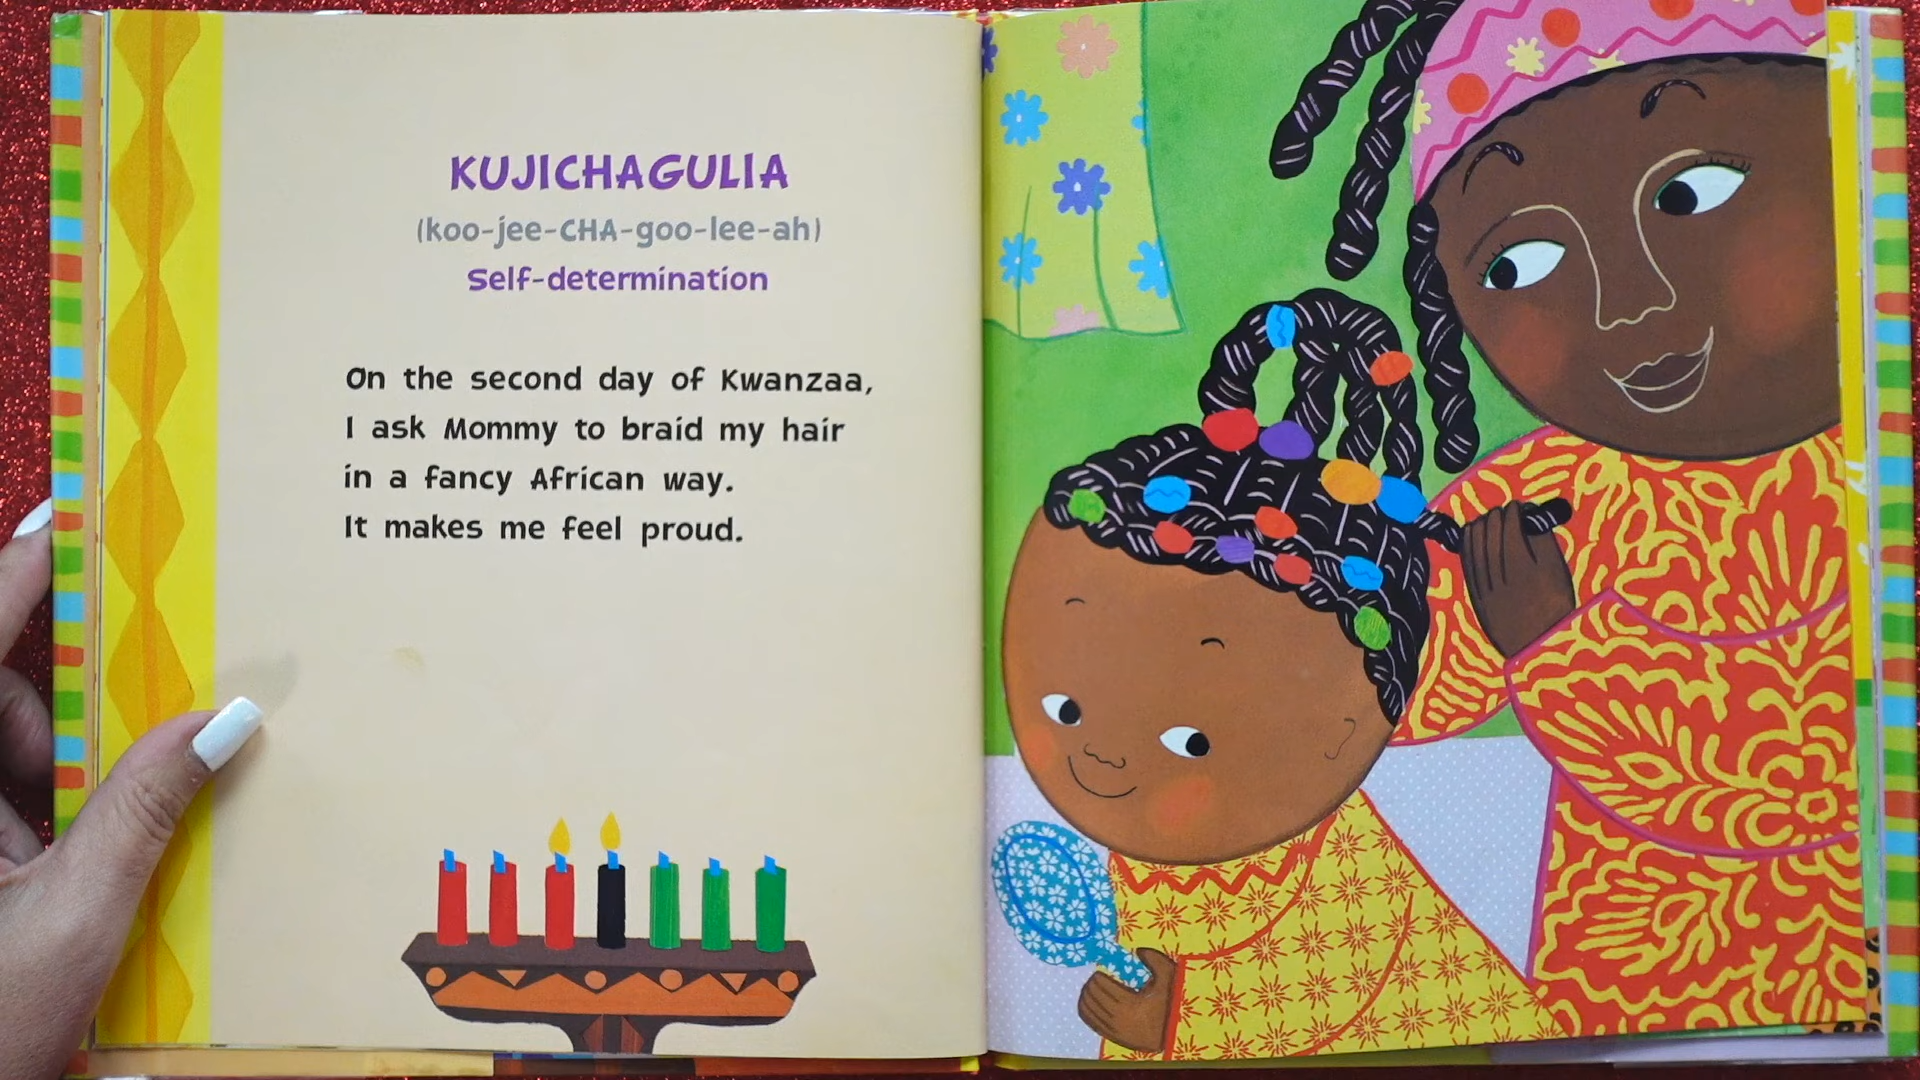 KUJICHAGULIA
(koo-jee-CHA-goo-lee-ah)
Self-determination
On the second day of Kwanzaa,
I ask Mommy to braid my hair
in a fancy African way.
It makes me feel proud.